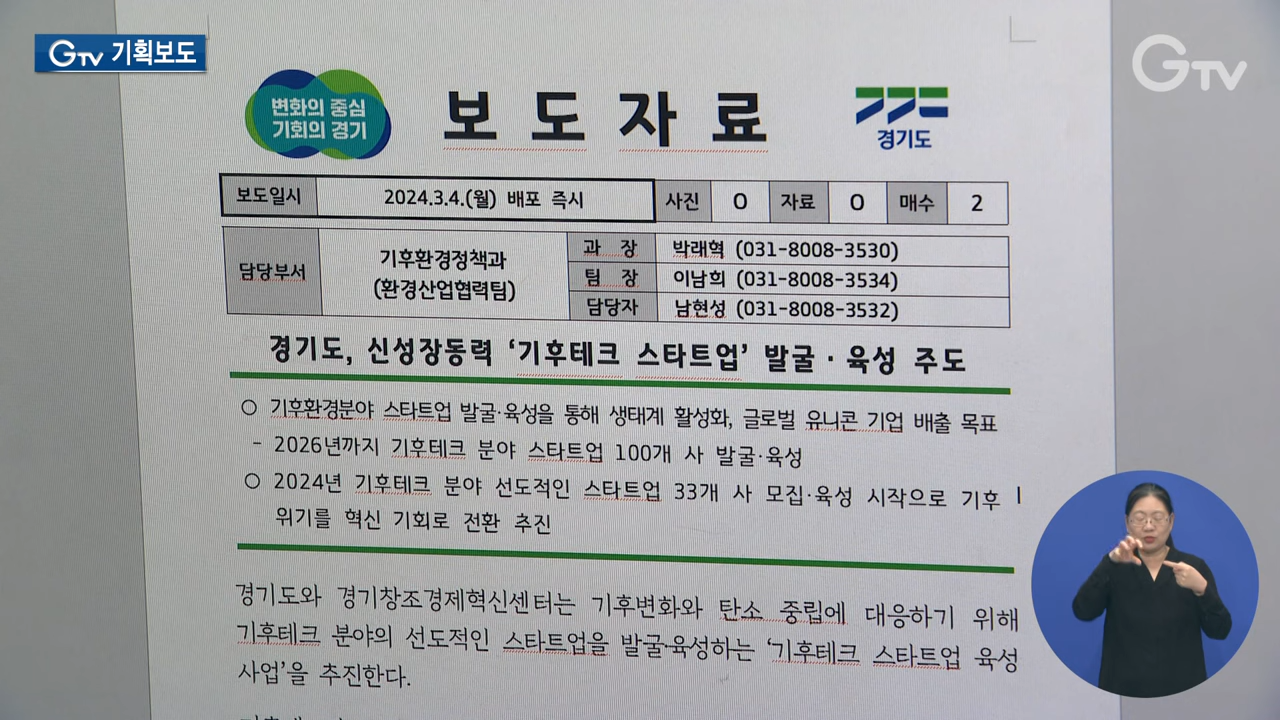 GTV 기획보도
GTV
변화의 중심
기회의 경기
보 도 자 료
경기도
보도일시 2024.3.4.(월) 배포 즉시 사진 O 자료 O 매수 2
담당부서 기후환경정책과 (환경산업협력팀)
과 장 박래혁 (031-8008-3530)
팀 장 이남희 (031-8008-3534)
담당자 남현성 (031-8008-3532)
경기도, 신성장동력 ‘기후테크 스타트업’ 발굴·육성 주도
○ 기후환경분야 스타트업 발굴·육성을 통해 생태계 활성화, 글로벌 유니콘 기업 배출 목표
- 2026년까지 기후테크 분야 스타트업 100개 사 발굴·육성
○ 2024년 기후테크 분야 선도적인 스타트업 33개 사 모집·육성 시작으로 기후
위기를 혁신 기회로 전환 추진
경기도와 경기창조경제혁신센터는 기후변화와 탄소 중립에 대응하기 위해
기후테크 분야의 선도적인 스타트업을 발굴·육성하는 ‘기후테크 스타트업 육성
사업’을 추진한다.